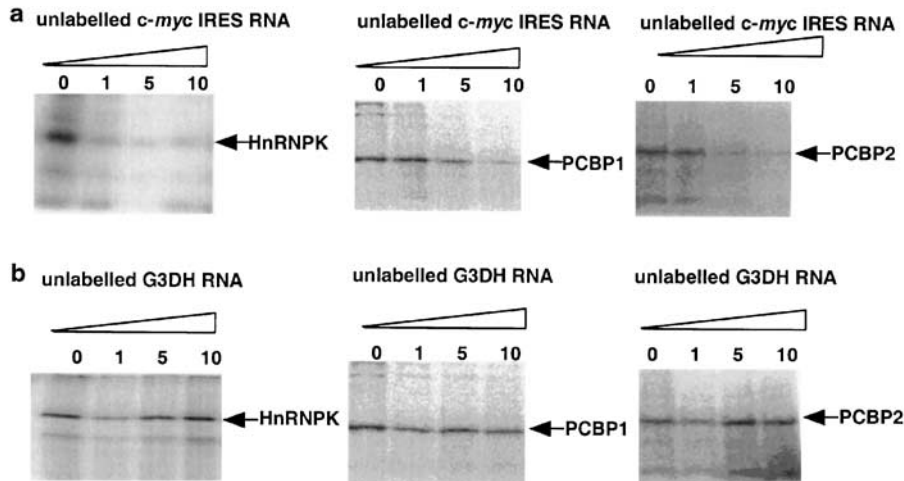 a
unlabelled c-myc IRES RNA
0 1 5 10
HnRNPK
unlabelled c-myc IRES RNA
0 1 5 10
PCBP1
unlabelled c-myc IRES RNA
0 1 5 10
PCBP2
b
unlabelled G3DH RNA
0 1 5 10
HnRNPK
unlabelled G3DH RNA
0 1 5 10
PCBP1
unlabelled G3DH RNA
0 1 5 10
PCBP2